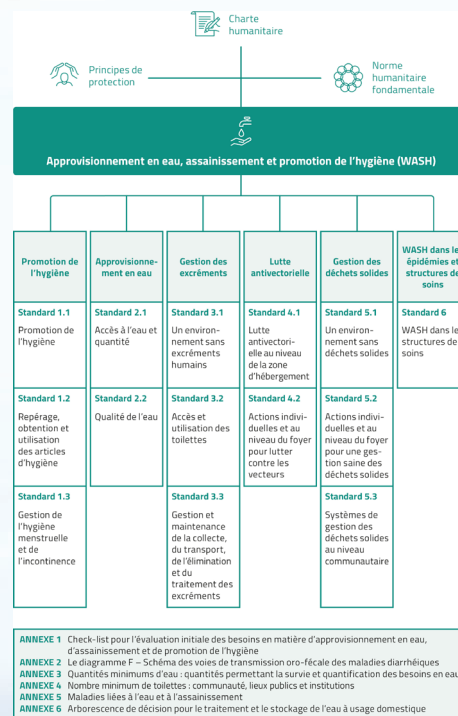 Charte
humanitaire
Principes de
protection
Norme
humanitaire
fondamentale
Approvisionnement en eau, assainissement et promotion de l'hygiène (WASH)
Promotion de
l'hygiène
Approvisionne-
ment en eau
Gestion des
excréments
Lutte
antivectorielle
Gestion des
déchets solides
WASH dans le
épidémies et
structures de
soins
Standard 1.1
Promotion de
l'hygiène
Standard 2.1
Accès à l'eau et
quantité
Standard 3.1
Un environ-
nement sans
excréments
humains
Standard 4.1
Lutte
antivectori-
elle au niveau
de la zone
d'hébergement
Standard 5.1
Un environ-
nement sans
déchets solides
Standard 6
WASH dans le
structures de
soins
Standard 1.2
Repérage,
obtention et
utilisation
des articles
d'hygiène
Standard 2.2
Qualité de l'eau
Standard 3.2
Accès et
utilisation des
toilettes
Standard 4.2
Actions indivi-
duelles et au
niveau du foyer
pour lutter
contre les
vecteurs
Standard 5.2
Actions indivi-
duelles et au
niveau du foyer
pour une ges-
tion saine des
déchets solides
Standard 1.3
Gestion de
l'hygiène
menstruelle
et de
l'incontinence
Standard 3.3
Gestion et
maintenance
de la collecte,
du transport,
de l'élimination
et du
traitement des
excréments
Standard 5.3
Systèmes de
gestion des
déchets solides
au niveau
communautaire
ANNEXE 1 Check-list pour l'évaluation initiale des besoins en matière d'approvisionnement en eau,
d'assainissement et de promotion de l'hygiène
ANNEXE 2 Le diagramme F – Schéma des voies de transmission oro-fécale des maladies diarrhéiques
ANNEXE 3 Quantités minimums d'eau : quantités permettant la survie et quantification des besoins en eau
ANNEXE 4 Nombre minimum de toilettes : communauté, lieux publics et institutions
ANNEXE 5 Maladies liées à l'eau et à l'assainissement
ANNEXE 6 Arborescence de décision pour le traitement et le stockage de l'eau à usage domestique